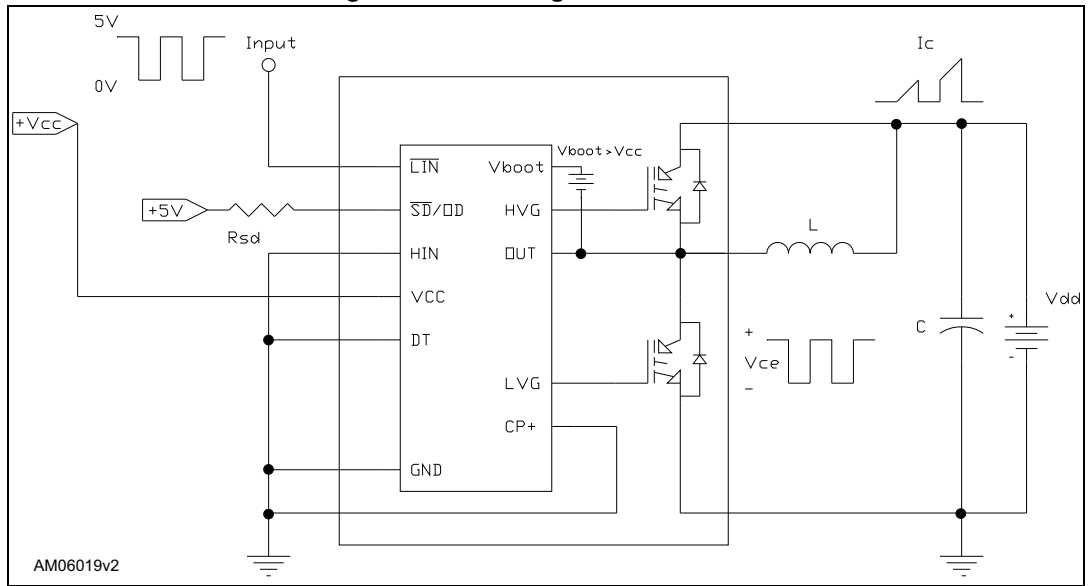 5V
Input
Ic
0V
+Vcc
Vboot>Vcc
LIN
Vboot
+5V
SD/OD
HVG
Rsd
L
HIN
OUT
VCC
Vdd
+
C
+
DT
Vce
-
-
LVG
CP+
GND
AM06019v2